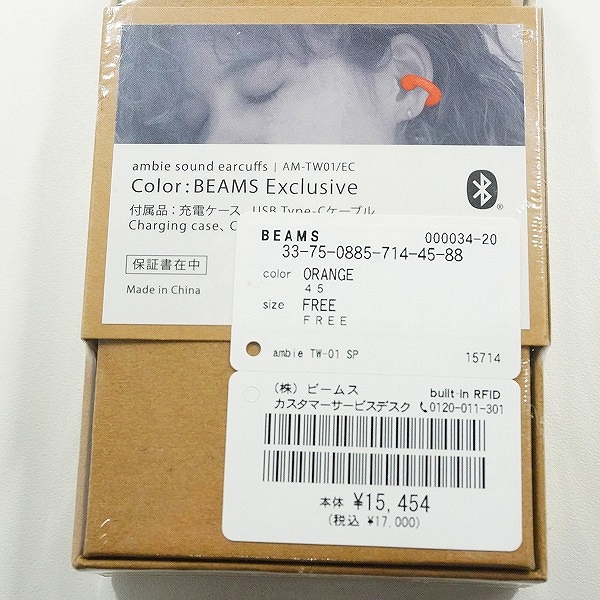 ambie sound earcuffs | AM-TW01/EC
Color:BEAMS Exclusive
付属品:充電ケース、USB Type-Cケーブル
Charging case,
保証書在中
Made in China
®
BEAMS 000034-20
33-75-0885-714-45-88
color ORANGE
45
size FREE
FREE
ambie TW-01 SP 15714
(株) ビームス built-in RFID
カスタマーサービスデスク 0120-011-301
本体 ¥15,454
(税込 ¥17,000)